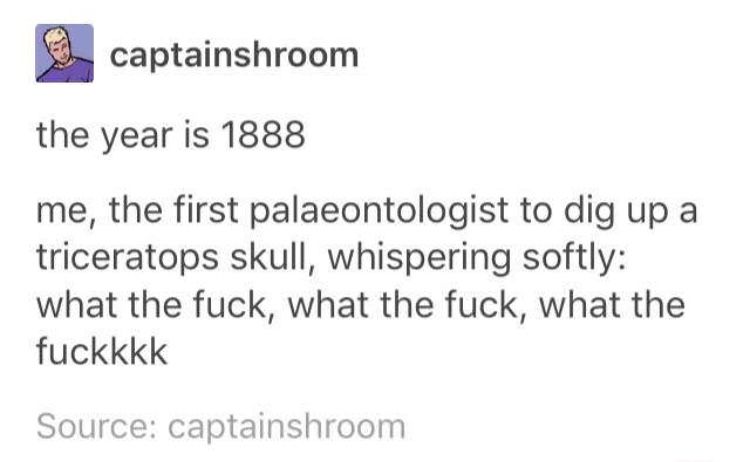 captainshroom
the year is 1888
me, the first palaeontologist to dig up a
triceratops skull, whispering softly:
what the fuck, what the fuck, what the
fuckkkk
Source: captainshroom